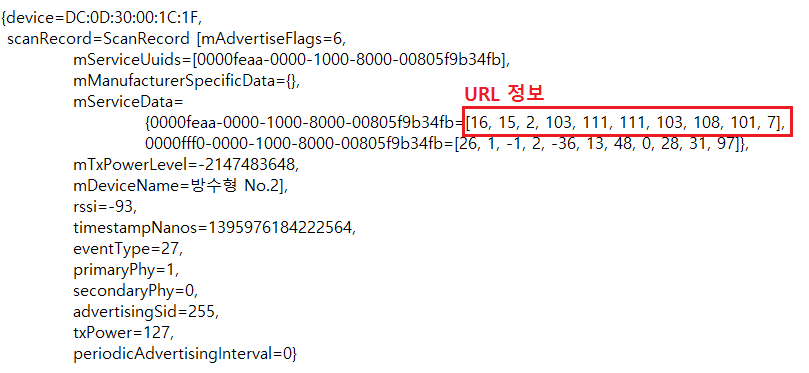 {device=DC:0D:30:00:1C:1F,
scanRecord=ScanRecord [mAdvertiseFlags=6,
mServiceUuids=[0000feaa-0000-1000-8000-00805f9b34fb],
mManufacturerSpecificData={},
mServiceData=
URL 정보
{0000feaa-0000-1000-8000-00805f9b34fb=[16, 15, 2, 103, 111, 111, 103, 108, 101, 7],
0000fff0-0000-1000-8000-00805f9b34fb=[26, 1, -1, 2, -36, 13, 48, 0, 28, 31, 97]},
mTxPowerLevel=-2147483648,
mDeviceName=방수형 No.2],
rssi=-93,
timestampNanos=1395976184222564,
eventType=27,
primaryPhy=1,
secondaryPhy=0,
advertisingSid=255,
txPower=127,
periodicAdvertisingInterval=0}